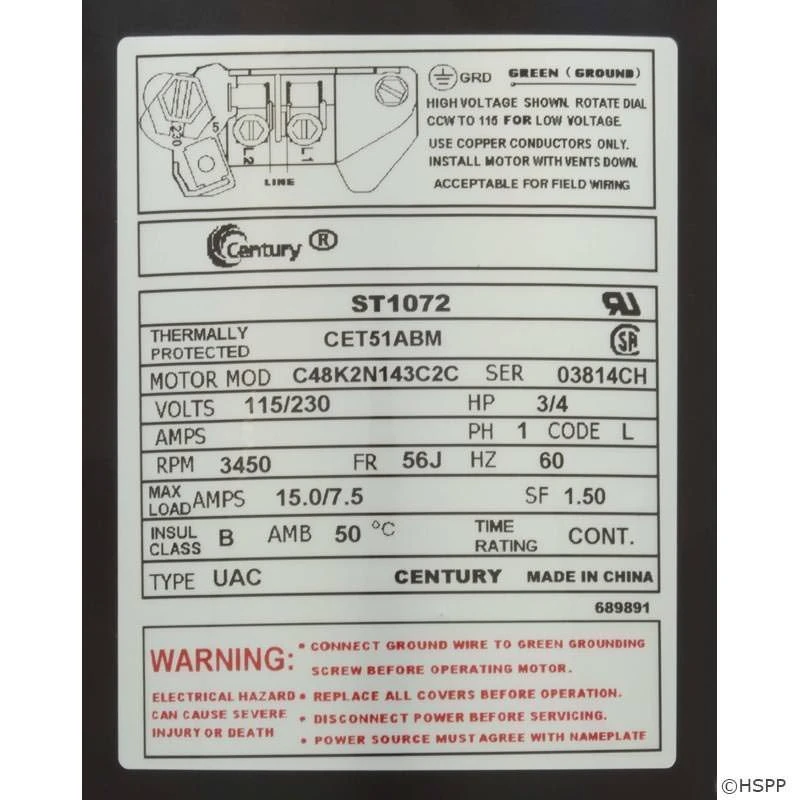 GRD GREEN (GROUND)
HIGH VOLTAGE SHOWN. ROTATE DIAL
CCW TO 115 FOR LOW VOLTAGE.
USE COPPER CONDUCTORS ONLY.
INSTALL MOTOR WITH VENTS DOWN.
ACCEPTABLE FOR FIELD WIRING
230
5
L2
L1
LINE
Century ®
ST1072
THERMALLY
PROTECTED
CET51ABM
MOTOR MOD C48K2N143C2C SER 03814CH
VOLTS 115/230 HP 3/4
AMPS PH 1 CODE L
RPM 3450 FR 56J HZ 60
MAX
LOAD AMPS 15.0/7.5 SF 1.50
INSUL
CLASS B AMB 50 °C TIME
RATING CONT.
TYPE UAC CENTURY MADE IN CHINA
689891
WARNING:
ELECTRICAL HAZARD
CAN CAUSE SEVERE
INJURY OR DEATH
• CONNECT GROUND WIRE TO GREEN GROUNDING
SCREW BEFORE OPERATING MOTOR.
• REPLACE ALL COVERS BEFORE OPERATION.
• DISCONNECT POWER BEFORE SERVICING.
• POWER SOURCE MUST AGREE WITH NAMEPLATE
©HSPP